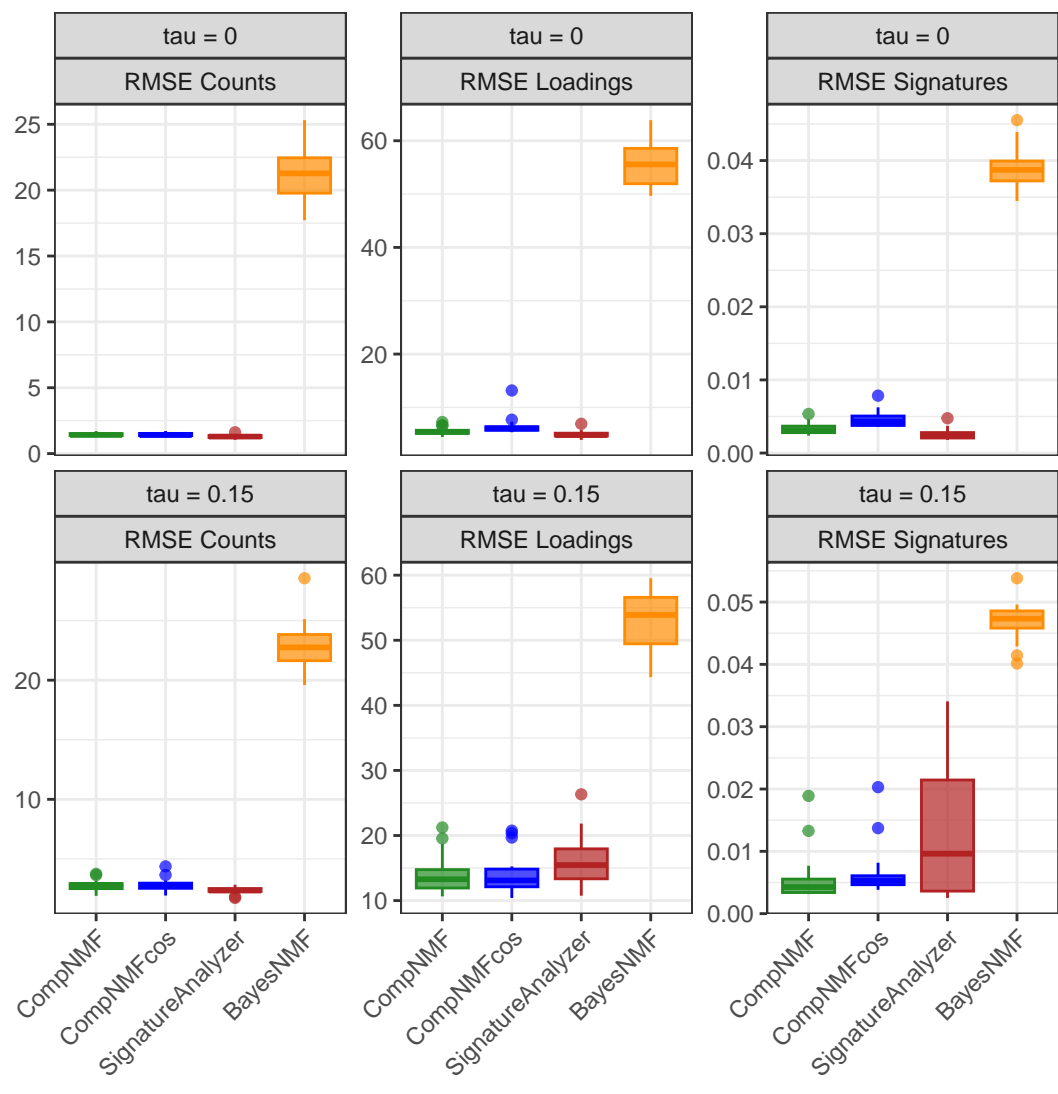 tau = 0
tau = 0
tau = 0
RMSE Counts
RMSE Loadings
RMSE Signatures
25
20
15
10
5
0
60
40
20
0.04
0.03
0.02
0.01
0.00
tau = 0.15
tau = 0.15
tau = 0.15
RMSE Counts
RMSE Loadings
RMSE Signatures
20
10
60
50
40
30
20
10
0.05
0.04
0.03
0.02
0.01
0.00
CompNMF
CompNMFcos
SignatureAnalyzer
BayesNMF
CompNMF
CompNMFcos
SignatureAnalyzer
BayesNMF
CompNMF
CompNMFcos
SignatureAnalyzer
BayesNMF